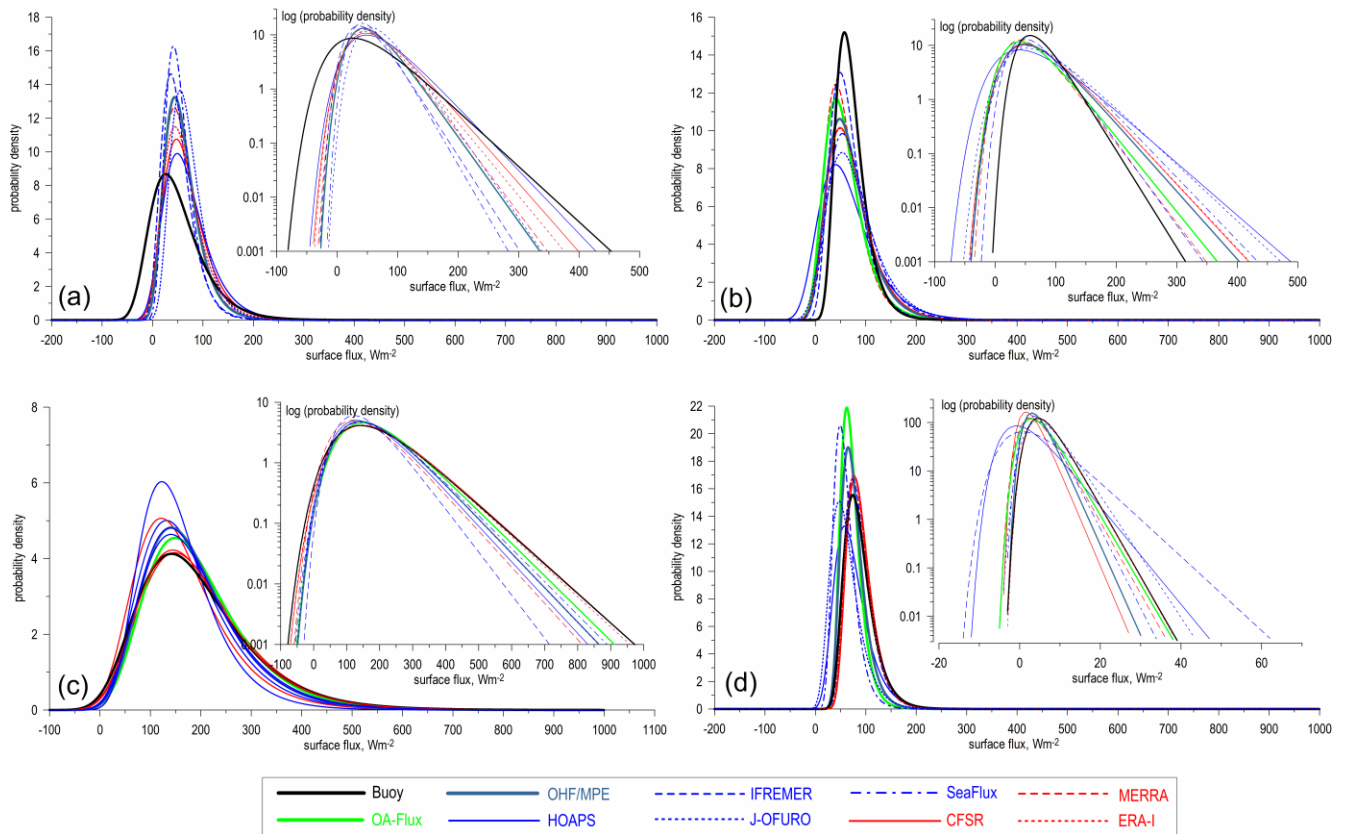 18
16
14
12
10
8
6
4
2
0
probability density
-200 -100 0 100 200 300 400 500 600 700 800 900 1000
surface flux, Wm-2
(a)
log (probability density)
10
1
0.1
0.01
0.001
-100 0 100 200 300 400 500
surface flux, Wm-2
16
14
12
10
8
6
4
2
0
probability density
-200 -100 0 100 200 300 400 500 600 700 800 900 1000
surface flux, Wm-2
(b)
log (probability density)
10
1
0.1
0.01
0.001
-100 0 100 200 300 400 500
surface flux, Wm-2
8
6
4
2
0
probability density
-100 0 100 200 300 400 500 600 700 800 900 1000 1100
surface flux, Wm-2
(c)
log (probability density)
10
1
0.1
0.01
0.001
-100 0 100 200 300 400 500 600 700 800 900 1000
surface flux, Wm-2
22
20
18
16
14
12
10
8
6
4
2
0
probability density
-200 -100 0 100 200 300 400 500 600 700 800 900 1000
surface flux, Wm-2
(d)
log (probability density)
100
10
1
0.1
0.01
-20 0 20 40 60
surface flux, Wm-2
Buoy OHF/MPE IFREMER SeaFlux MERRA
OA-Flux HOAPS J-OFURO CFSR ERA-I